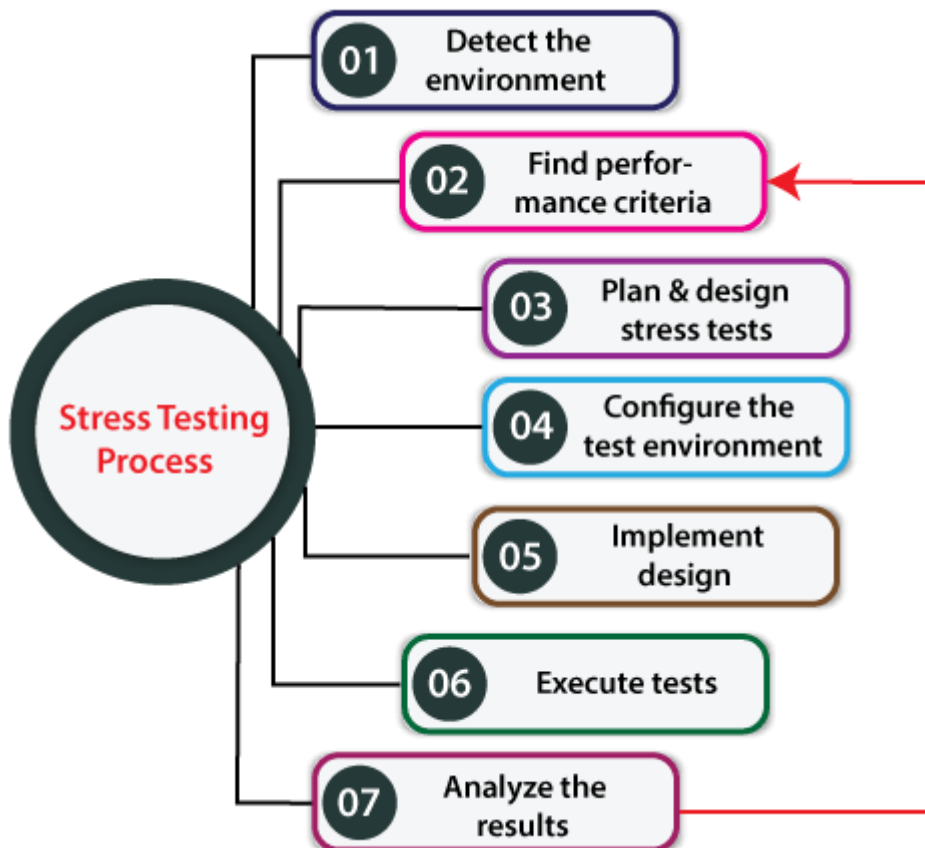 01
Detect the
environment
02
Find perfor-
mance criteria
03
Plan & design
stress tests
Stress Testing
Process
04
Configure the
test environment
05
Implement
design
06
Execute tests
07
Analyze the
results